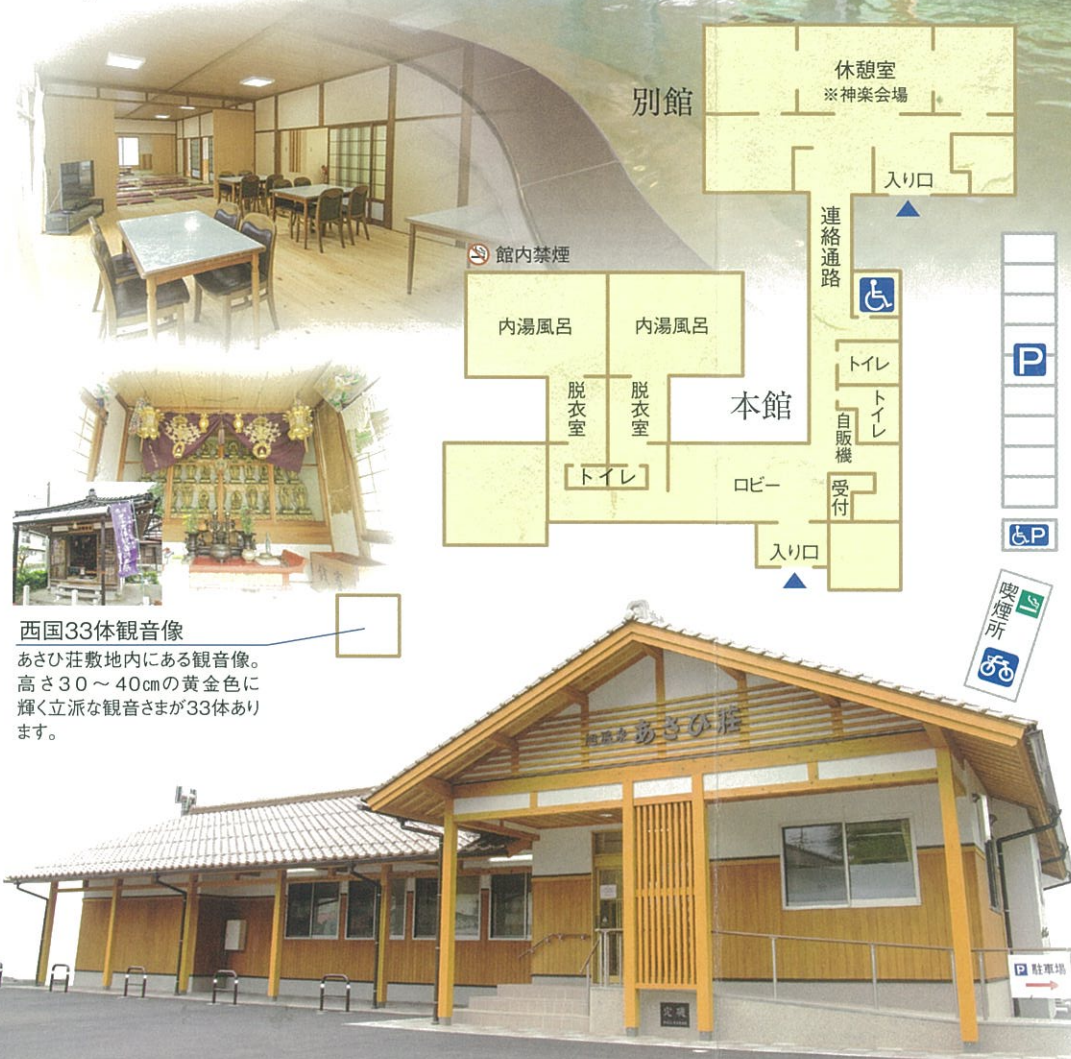 別館
休憩室
※神楽会場
入り口
連絡通路
館内禁煙
内湯風呂
内湯風呂
脱衣室
脱衣室
トイレ
本館
トイレ
トイレ
自販機
ロビー
受付
入り口
P
P
喫煙所
西国33体観音像
あさひ荘敷地内にある観音像。
高さ30～40㎝の黄金色に
輝く立派な観音さまが33体あり
ます。
あさひ荘
P 駐車場
定礎